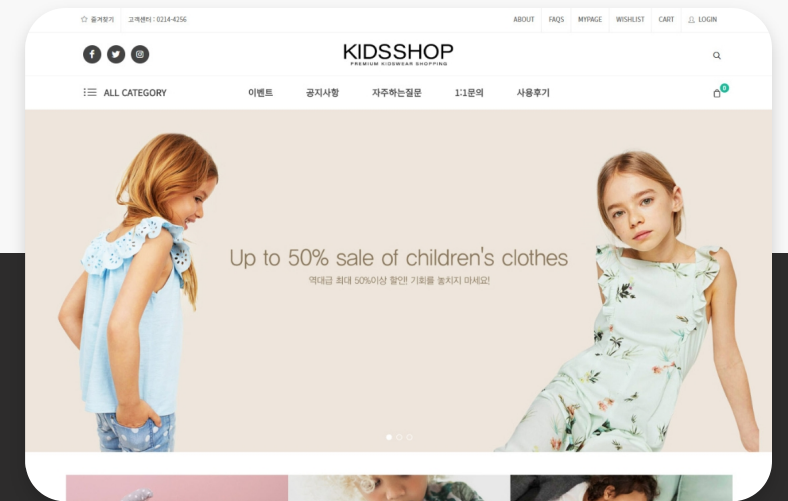 즐겨찾기 고객센터 : 0214-4256 ABOUT FAQS MYPAGE WISHLIST CART LOGIN
KIDSSHOP
PREMIUM KIDSWEAR SHOPPING
ALL CATEGORY 이벤트 공지사항 자주하는질문 1:1문의 사용후기 0
Up to 50% sale of children's clothes
역대급 최대 50%이상 할인!! 기회를 놓치지 마세요!